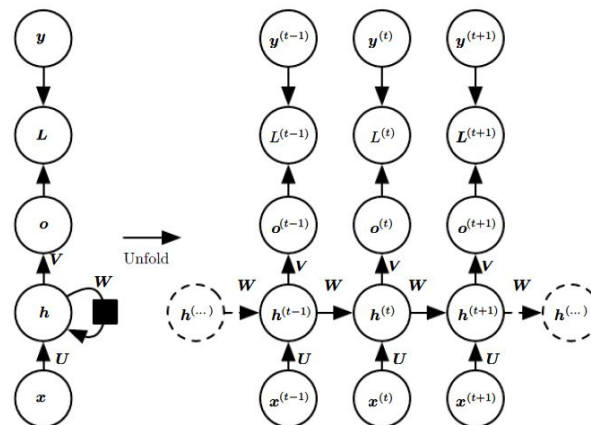 y y^{(t−1)} y^{(t)} y^{(t+1)}
L L^{(t−1)} L^{(t)} L^{(t+1)}
o o^{(t−1)} o^{(t)} o^{(t+1)}
Unfold
V V V V
W W W W W
h h^{(...)} h^{(t−1)} h^{(t)} h^{(t+1)} h^{(...)}
U U U U
x x^{(t−1)} x^{(t)} x^{(t+1)}